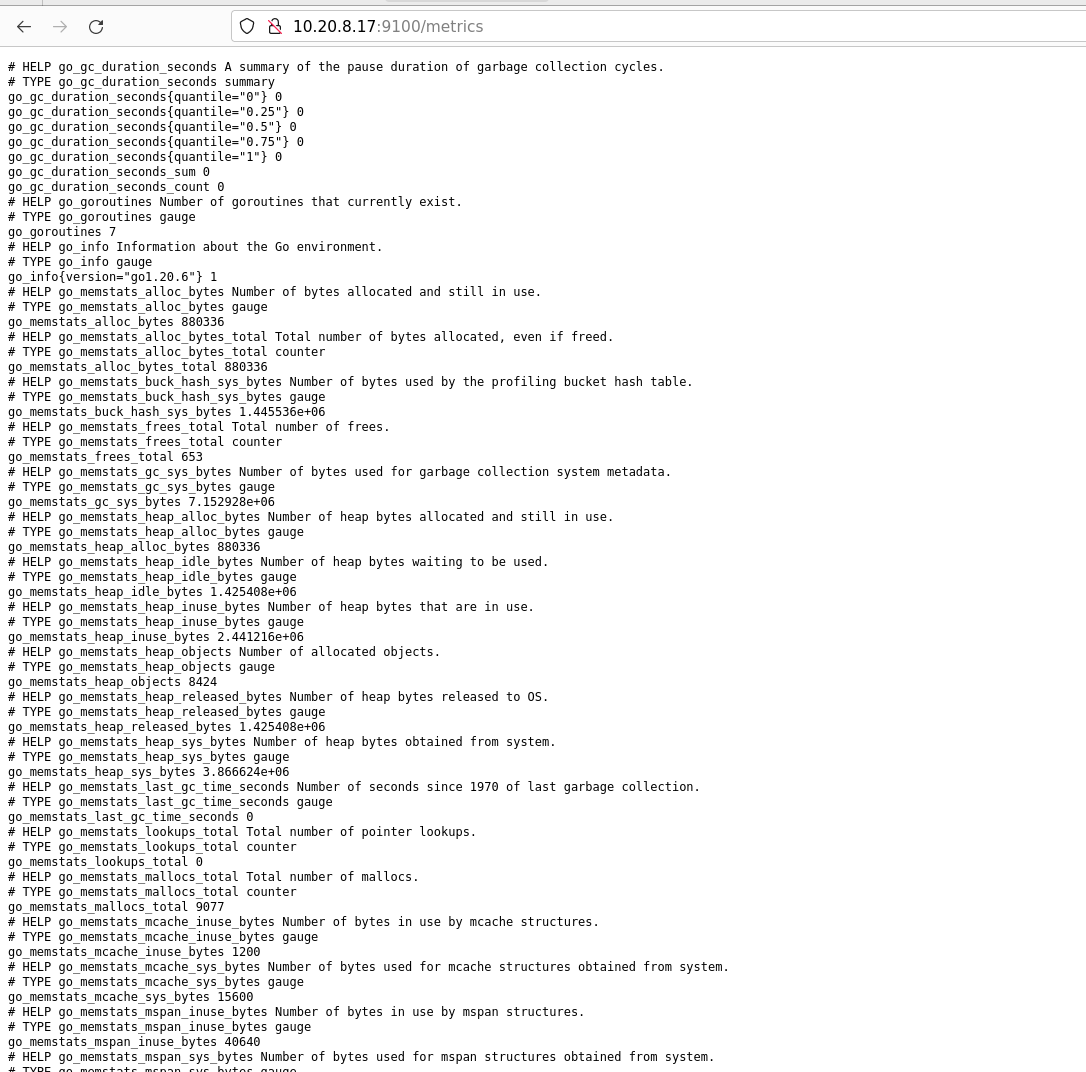 10.20.8.17:9100/metrics
# HELP go_gc_duration_seconds A summary of the pause duration of garbage collection cycles.
# TYPE go_gc_duration_seconds summary
go_gc_duration_seconds{quantile="0"} 0
go_gc_duration_seconds{quantile="0.25"} 0
go_gc_duration_seconds{quantile="0.5"} 0
go_gc_duration_seconds{quantile="0.75"} 0
go_gc_duration_seconds{quantile="1"} 0
go_gc_duration_seconds_sum 0
go_gc_duration_seconds_count 0
# HELP go_goroutines Number of goroutines that currently exist.
# TYPE go_goroutines gauge
go_goroutines 7
# HELP go_info Information about the Go environment.
# TYPE go_info gauge
go_info{version="go1.20.6"} 1
# HELP go_memstats_alloc_bytes Number of bytes allocated and still in use.
# TYPE go_memstats_alloc_bytes gauge
go_memstats_alloc_bytes 880336
# HELP go_memstats_alloc_bytes_total Total number of bytes allocated, even if freed.
# TYPE go_memstats_alloc_bytes_total counter
go_memstats_alloc_bytes_total 880336
# HELP go_memstats_buck_hash_sys_bytes Number of bytes used by the profiling bucket hash table.
# TYPE go_memstats_buck_hash_sys_bytes gauge
go_memstats_buck_hash_sys_bytes 1.445536e+06
# HELP go_memstats_frees_total Total number of frees.
# TYPE go_memstats_frees_total counter
go_memstats_frees_total 653
# HELP go_memstats_gc_sys_bytes Number of bytes used for garbage collection system metadata.
# TYPE go_memstats_gc_sys_bytes gauge
go_memstats_gc_sys_bytes 7.152928e+06
# HELP go_memstats_heap_alloc_bytes Number of heap bytes allocated and still in use.
# TYPE go_memstats_heap_alloc_bytes gauge
go_memstats_heap_alloc_bytes 880336
# HELP go_memstats_heap_idle_bytes Number of heap bytes waiting to be used.
# TYPE go_memstats_heap_idle_bytes gauge
go_memstats_heap_idle_bytes 1.425408e+06
# HELP go_memstats_heap_inuse_bytes Number of heap bytes that are in use.
# TYPE go_memstats_heap_inuse_bytes gauge
go_memstats_heap_inuse_bytes 2.441216e+06
# HELP go_memstats_heap_objects Number of allocated objects.
# TYPE go_memstats_heap_objects gauge
go_memstats_heap_objects 8424
# HELP go_memstats_heap_released_bytes Number of heap bytes released to OS.
# TYPE go_memstats_heap_released_bytes gauge
go_memstats_heap_released_bytes 1.425408e+06
# HELP go_memstats_heap_sys_bytes Number of heap bytes obtained from system.
# TYPE go_memstats_heap_sys_bytes gauge
go_memstats_heap_sys_bytes 3.866624e+06
# HELP go_memstats_last_gc_time_seconds Number of seconds since 1970 of last garbage collection.
# TYPE go_memstats_last_gc_time_seconds gauge
go_memstats_last_gc_time_seconds 0
# HELP go_memstats_lookups_total Total number of pointer lookups.
# TYPE go_memstats_lookups_total counter
go_memstats_lookups_total 0
# HELP go_memstats_mallocs_total Total number of mallocs.
# TYPE go_memstats_mallocs_total counter
go_memstats_mallocs_total 9077
# HELP go_memstats_mcache_inuse_bytes Number of bytes in use by mcache structures.
# TYPE go_memstats_mcache_inuse_bytes gauge
go_memstats_mcache_inuse_bytes 1200
# HELP go_memstats_mcache_sys_bytes Number of bytes used for mcache structures obtained from system.
# TYPE go_memstats_mcache_sys_bytes gauge
go_memstats_mcache_sys_bytes 15600
# HELP go_memstats_mspan_inuse_bytes Number of bytes in use by mspan structures.
# TYPE go_memstats_mspan_inuse_bytes gauge
go_memstats_mspan_inuse_bytes 40640
# HELP go_memstats_mspan_sys_bytes Number of bytes used for mspan structures obtained from system.
# TYPE go_memstats_mspan_sys_bytes gauge